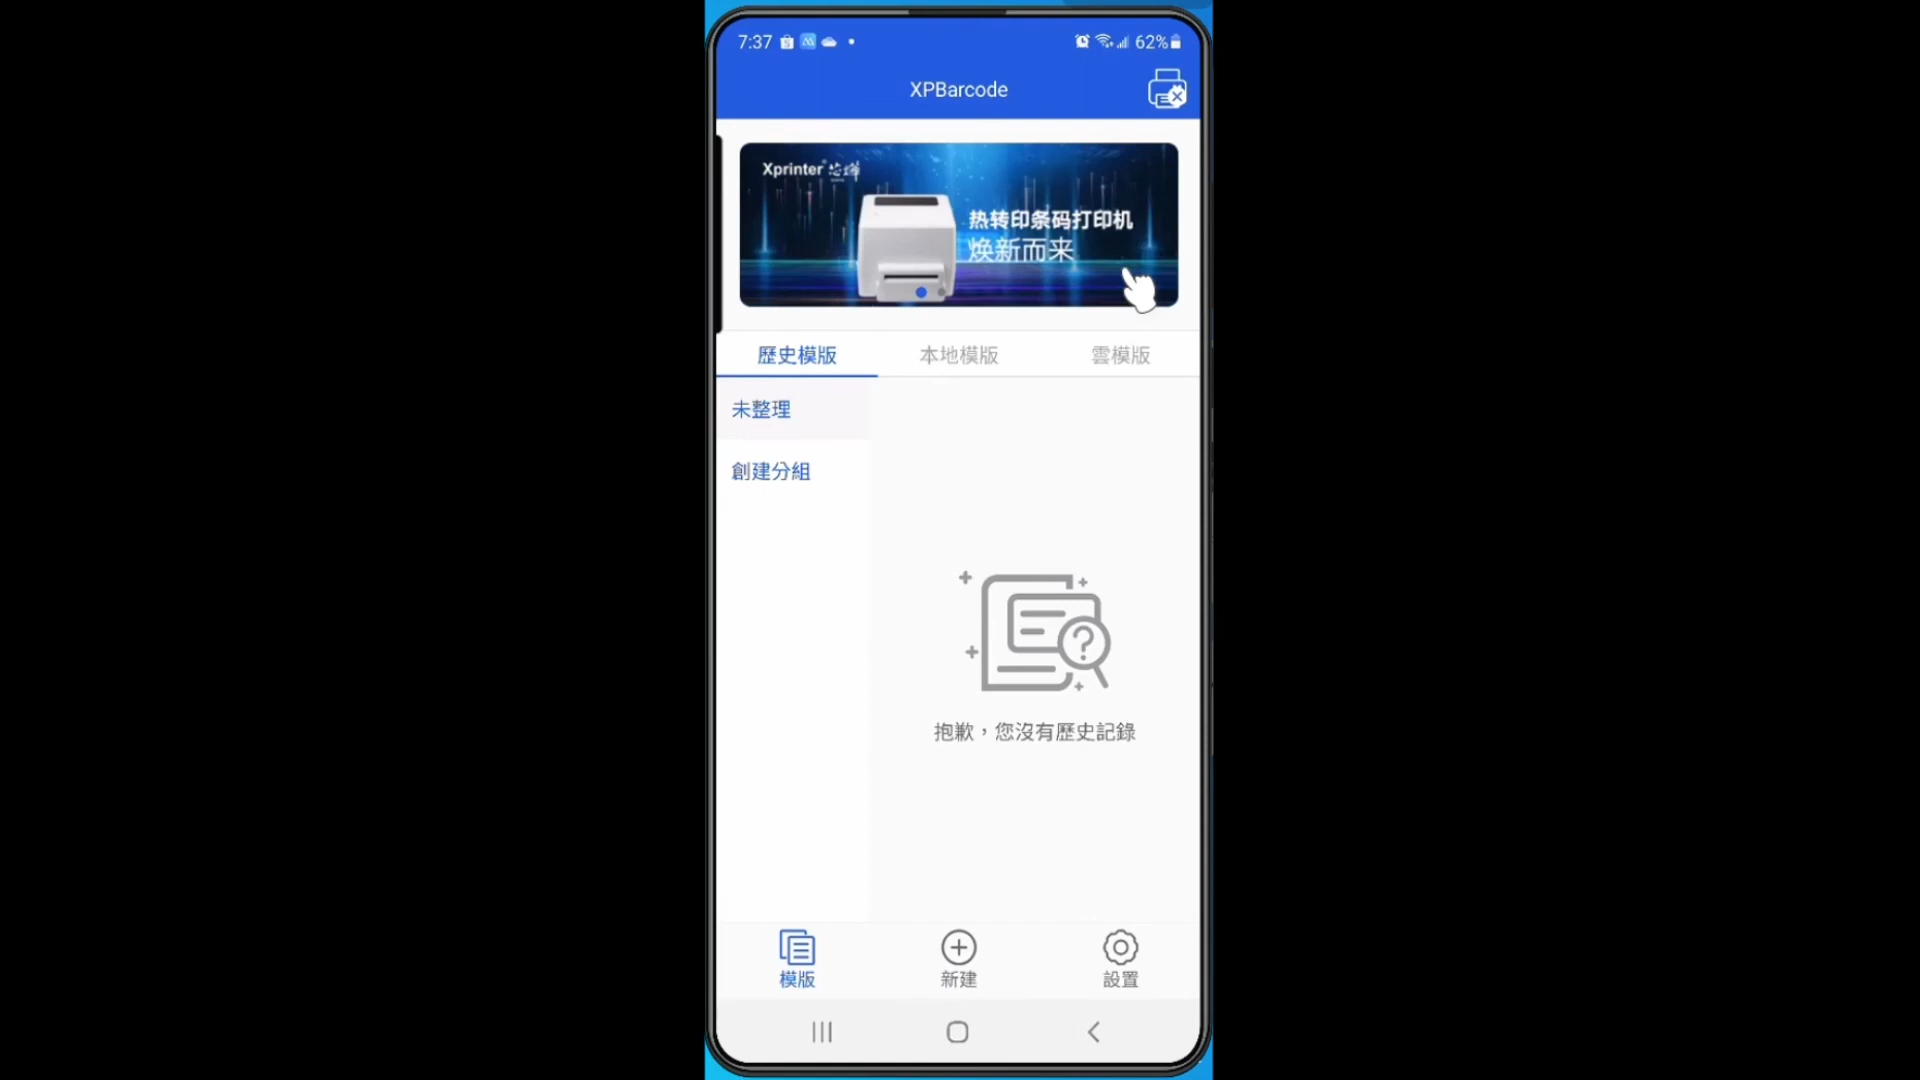 7:37
62%
XPBarcode
Xprinter 芯烨
热转印条码打印机
焕新而来
歷史模版
本地模版
雲模版
未整理
創建分組
抱歉，您沒有歷史記錄
模版
新建
設置